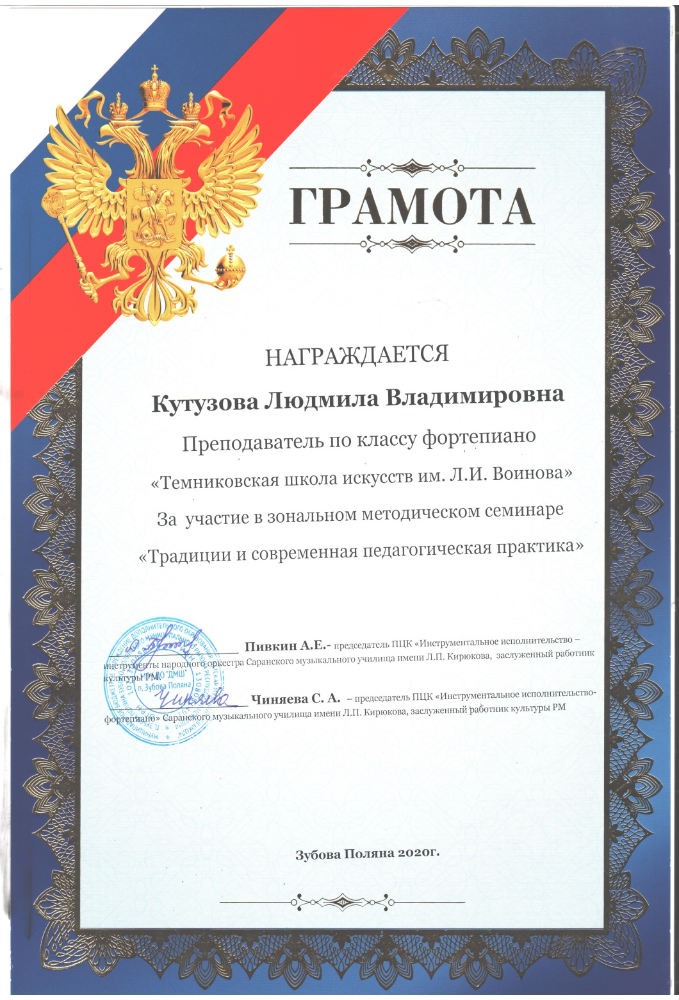 ГРАМОТА
НАГРАЖДАЕТСЯ
Кутузова Людмила Владимировна
Преподаватель по классу фортепиано
«Темниковская школа искусств им. Л.И. Воинова»
За участие в зональном методическом семинаре
«Традиции и современная педагогическая практика»
Пивкин А.Е.- председатель ПЦК «Инструментальное исполнительство –
инструменты народного оркестра Саранского музыкального училища имени Л.П. Кирюкова, заслуженный работник
культуры РМ.
Чиняева С. А. – председатель ПЦК «Инструментальное исполнительство-
фортепиано» Саранского музыкального училища имени Л.П. Кирюкова, заслуженный работник культуры РМ
"ДМШ"
п. Зубова Поляна
Зубова Поляна 2020г.